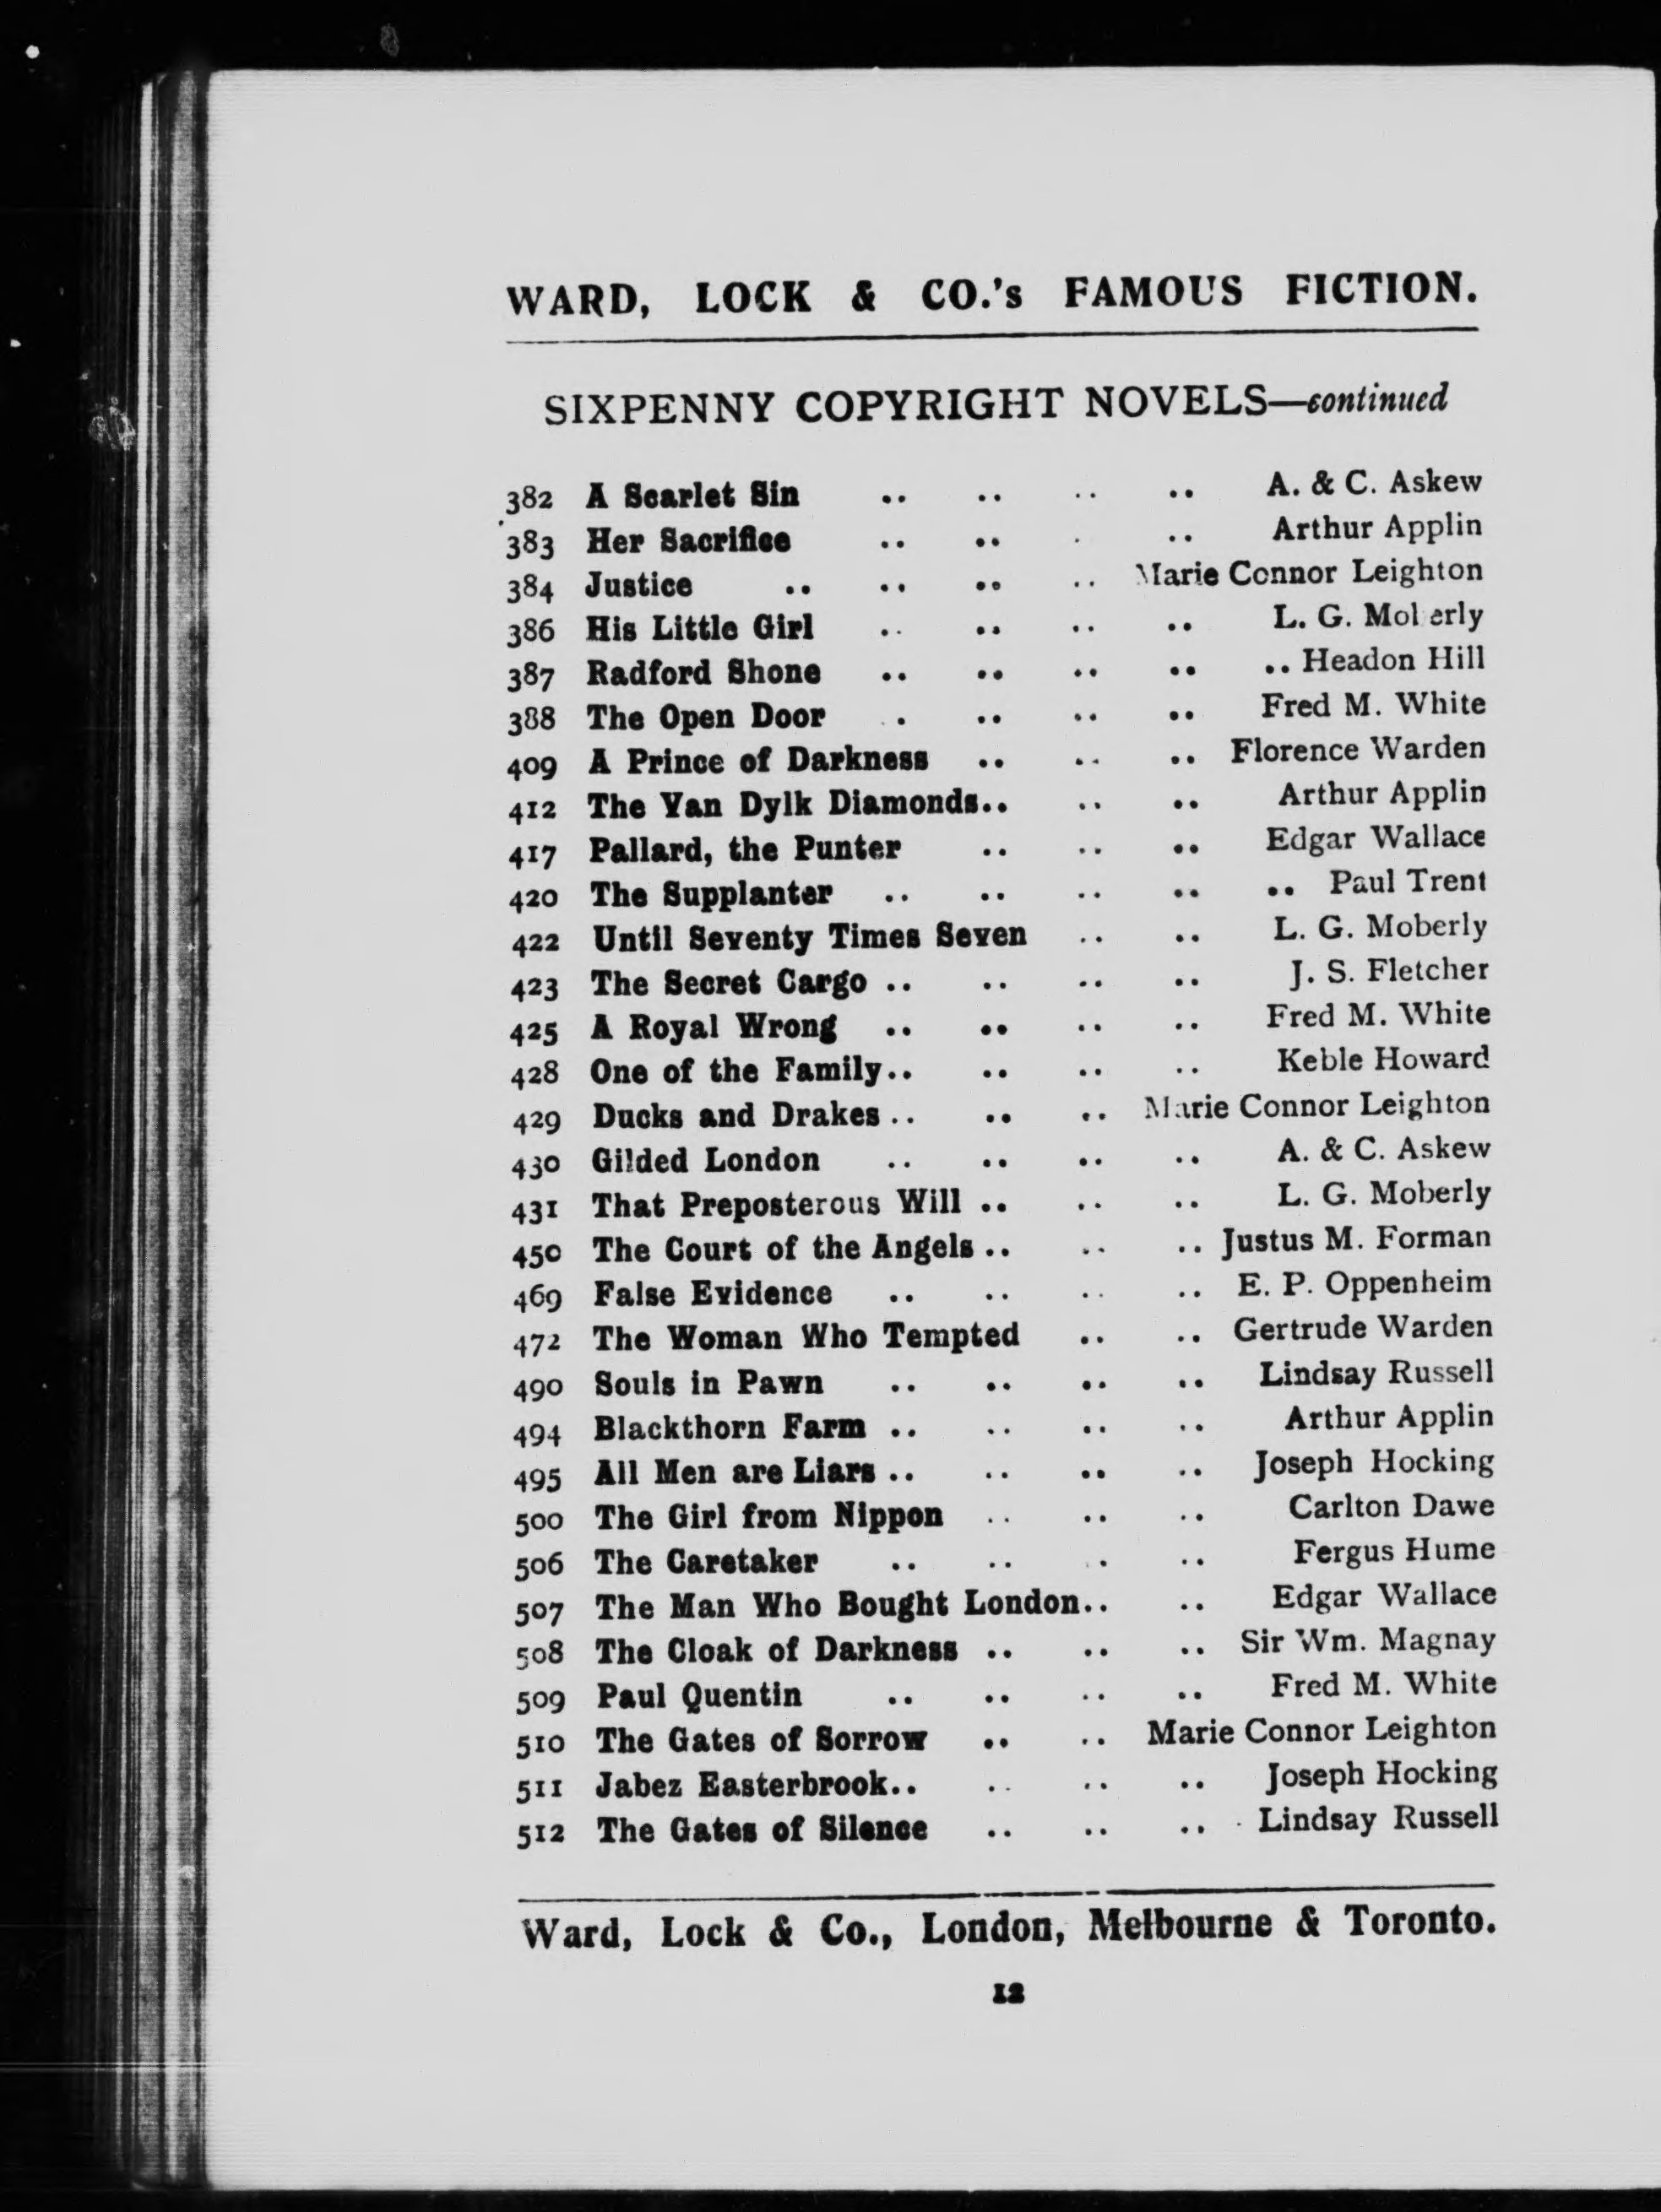 WARD, LOCK & CO.'s FAMOUS FICTION.
SIXPENNY COPYRIGHT NOVELS—continued
382 A Scarlet Sin .. .. .. .. A. & C. Askew
383 Her Sacrifice .. .. . .. Arthur Applin
384 Justice .. .. .. .. Marie Connor Leighton
386 His Little Girl .. .. .. .. L. G. Moberly
387 Radford Shone .. .. .. .. .. Headon Hill
388 The Open Door . .. .. .. Fred M. White
409 A Prince of Darkness .. .. .. Florence Warden
412 The Van Dylk Diamonds.. .. .. Arthur Applin
417 Pallard, the Punter .. .. .. Edgar Wallace
420 The Supplanter .. .. .. .. .. Paul Trent
422 Until Seventy Times Seven .. .. L. G. Moberly
423 The Secret Cargo .. .. .. .. J. S. Fletcher
425 A Royal Wrong .. .. .. .. Fred M. White
428 One of the Family.. .. .. .. Keble Howard
429 Ducks and Drakes .. .. .. Marie Connor Leighton
430 Gilded London .. .. .. .. A. & C. Askew
431 That Preposterous Will .. .. .. L. G. Moberly
450 The Court of the Angels .. .. .. Justus M. Forman
469 False Evidence .. .. .. .. E. P. Oppenheim
472 The Woman Who Tempted .. .. Gertrude Warden
490 Souls in Pawn .. .. .. .. Lindsay Russell
494 Blackthorn Farm .. .. .. .. Arthur Applin
495 All Men are Liars .. .. .. .. Joseph Hocking
500 The Girl from Nippon .. .. .. Carlton Dawe
506 The Caretaker .. .. .. .. Fergus Hume
507 The Man Who Bought London.. .. Edgar Wallace
508 The Cloak of Darkness .. .. .. Sir Wm. Magnay
509 Paul Quentin .. .. .. .. Fred M. White
510 The Gates of Sorrow .. .. Marie Connor Leighton
511 Jabez Easterbrook.. .. .. .. Joseph Hocking
512 The Gates of Silence .. .. .. Lindsay Russell
Ward, Lock & Co., London, Melbourne & Toronto.
12